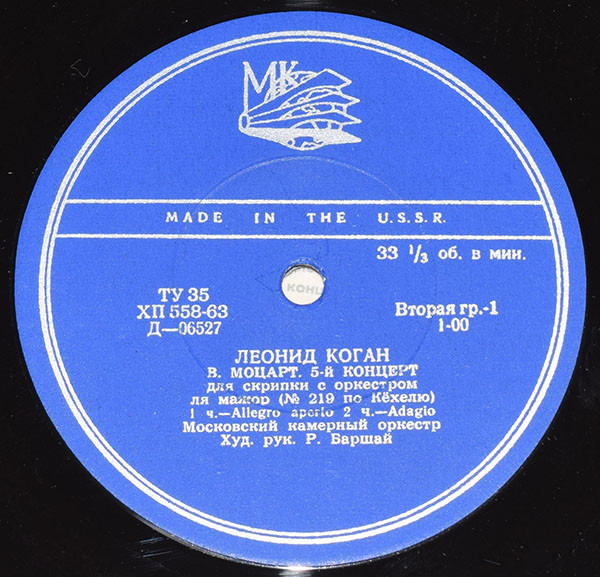 МК
MADE IN THE U.S.S.R.
33 1/3 об. в мин.
ТУ 35
ХП 558-63
Д—06527
Вторая гр.-1
1-00
ЛЕОНИД КОГАН
В. МОЦАРТ. 5-й КОНЦЕРТ
для скрипки с оркестром
ля мажор (№ 219 по Кёхелю)
1 ч.—Allegro aperto 2 ч.—Adagio
Московский камерный оркестр
Худ. рук. Р. Баршай